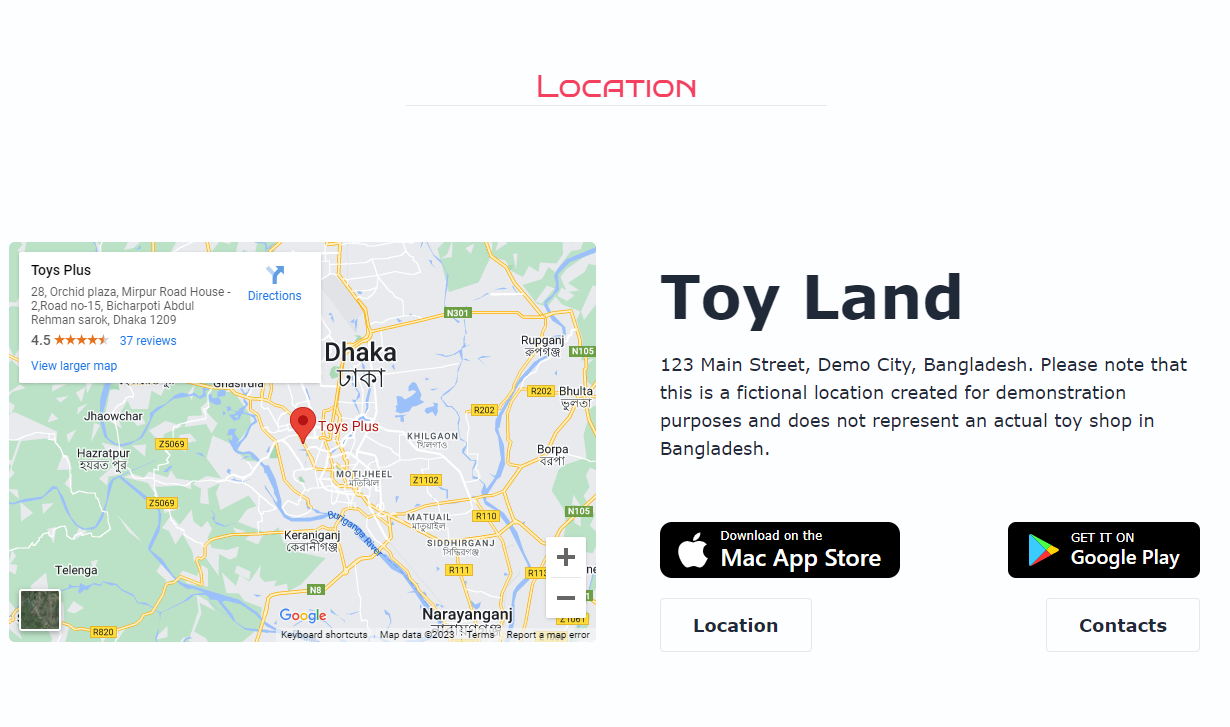 Location
Toys Plus
28, Orchid plaza, Mirpur Road House -
2,Road no-15, Bicharpoti Abdul
Rehman sarok, Dhaka 1209
Directions
4.5
37 reviews
View larger map
N301
Rupganj
রূপগঞ্জ
N105
Dhaka
ঢাকা
R202
Bhulta
ভুলতা
R202
Jhaowchar
Toys Plus
Z5069
KHILGAON
খিলগাঁও
Hazratpur
হযরত পুর
Borpa
বরপা
MOTIJHEEL
মতিঝিল
Z1102
Z5069
MATUAIL
মাতুয়াইল
R110
N105
Buriganga River
Keraniganj
কেরানীগঞ্জ
SIDDHIRGANJ
সিদ্ধিরগঞ্জ
Telenga
R111
N8
Google
Narayanganj
নারায়ণগঞ্জ
Z1061
R820
Keyboard shortcuts
Map data ©2023
Terms
Report a map error
Toy Land
123 Main Street, Demo City, Bangladesh. Please note that
this is a fictional location created for demonstration
purposes and does not represent an actual toy shop in
Bangladesh.
Download on the
Mac App Store
GET IT ON
Google Play
Location
Contacts